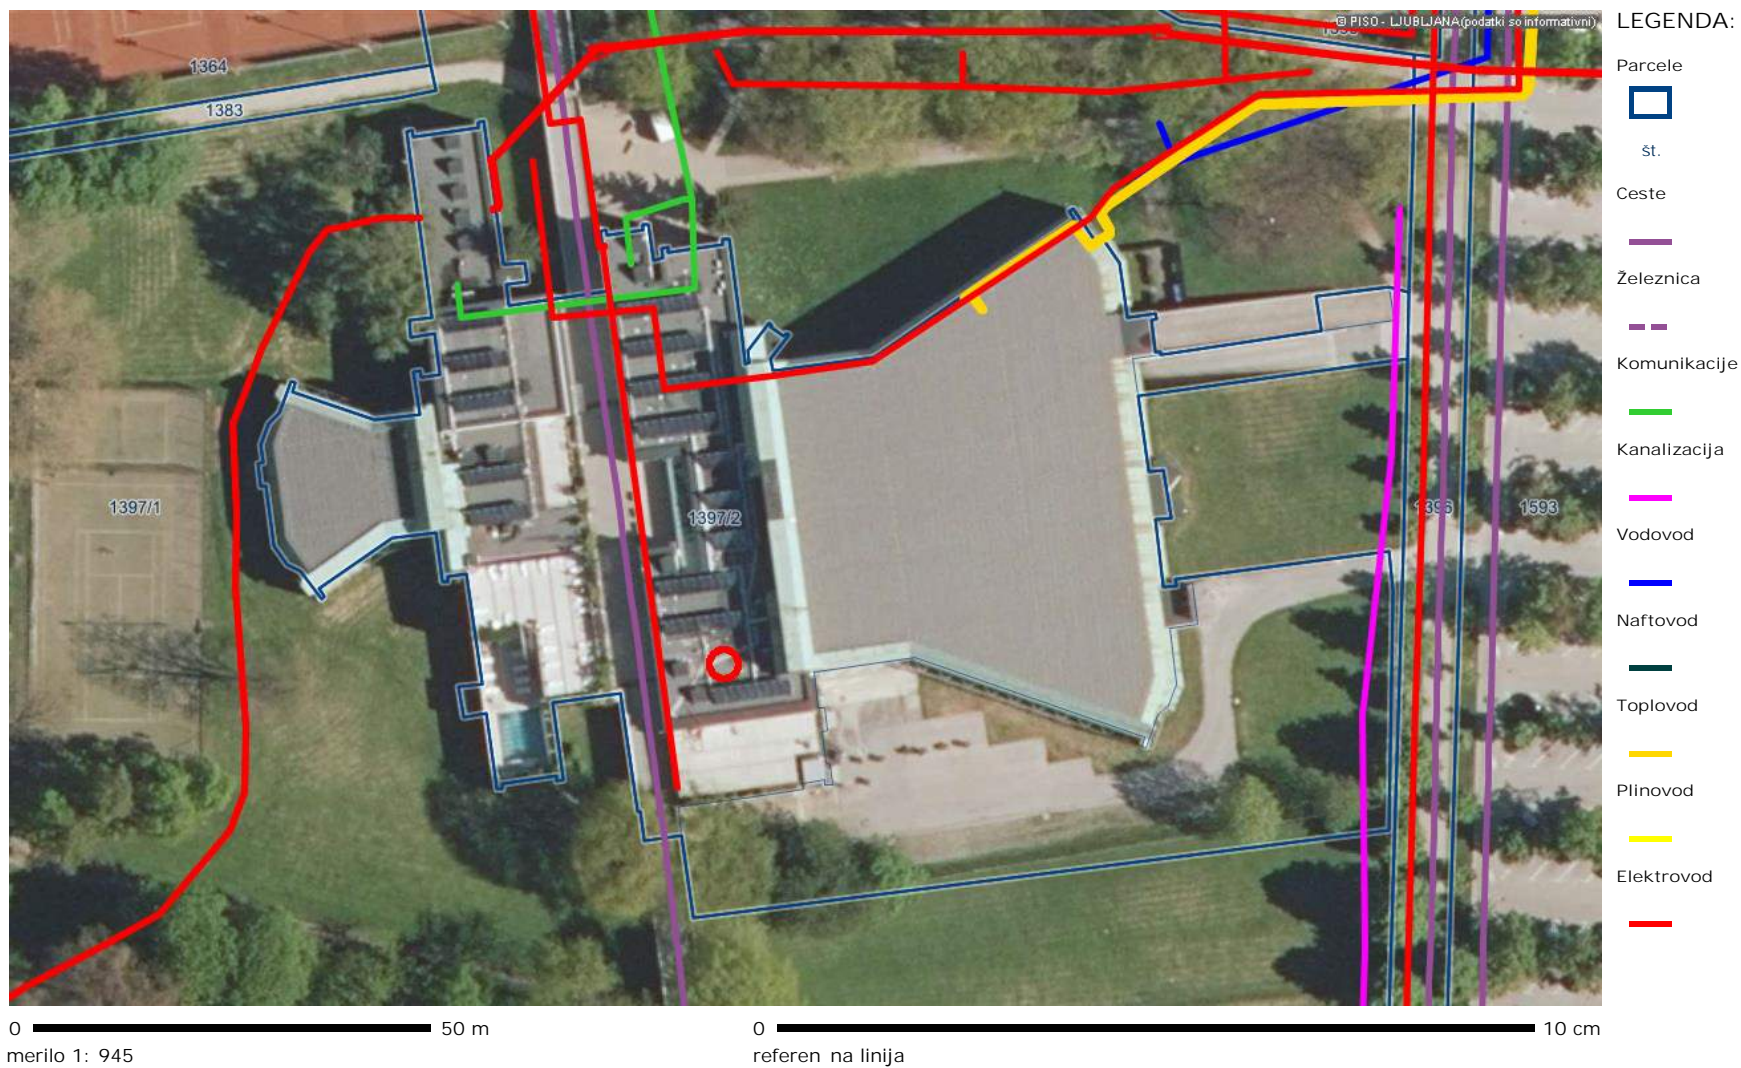 © PISO - LJUBLJANA(podatki so informativni)
LEGENDA:
Parcele
št.
Ceste
Železnica
Komunikacije
Kanalizacija
Vodovod
Naftovod
Toplovod
Plinovod
Elektrovod
1364
1383
1397/1
1397/2
1396
1593
0 50 m
0 10 cm
merilo 1: 945
referen na linija